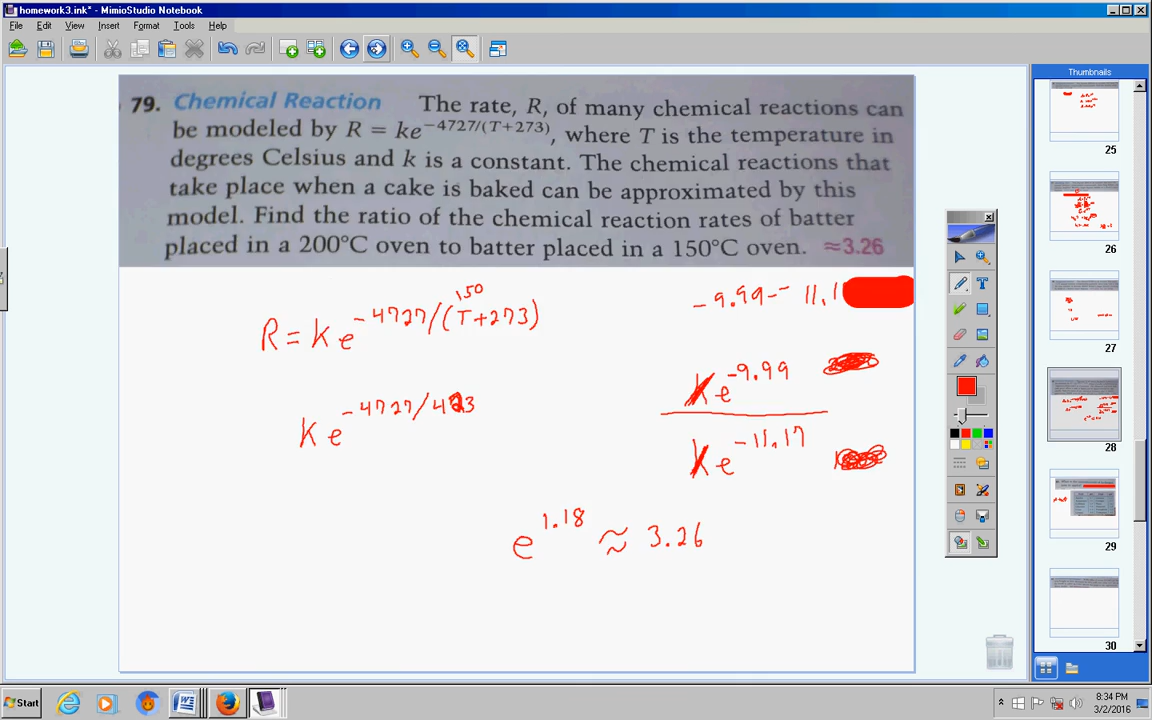 homework3.ink* - MimioStudio Notebook
File Edit View Insert Format Tools Help
79. Chemical Reaction The rate, R, of many chemical reactions can
be modeled by R = ke^−4727/(T+273), where T is the temperature in
degrees Celsius and k is a constant. The chemical reactions that
take place when a cake is baked can be approximated by this
model. Find the ratio of the chemical reaction rates of batter
placed in a 200°C oven to batter placed in a 150°C oven. ≈3.26
150
R = Ke^-4727/(T+273)
Ke^-4727/423
-9.99-- 11.1
Ke^-9.99
Ke^-11.17
e^1.18 ≈ 3.26
Thumbnails
25
26
27
28
29
30
Start
8:34 PM
3/2/2016